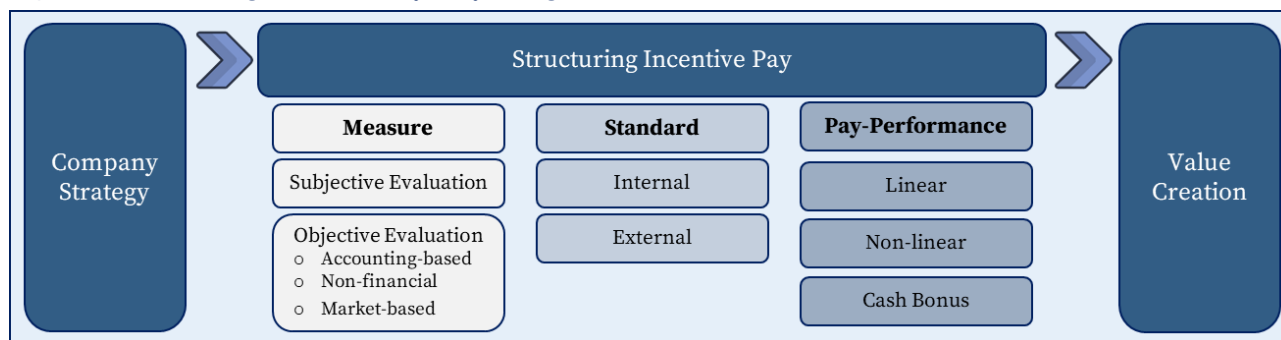 Company
Strategy
Structuring Incentive Pay
Measure
Subjective Evaluation
Objective Evaluation
○ Accounting-based
○ Non-financial
○ Market-based
Standard
Internal
External
Pay-Performance
Linear
Non-linear
Cash Bonus
Value
Creation